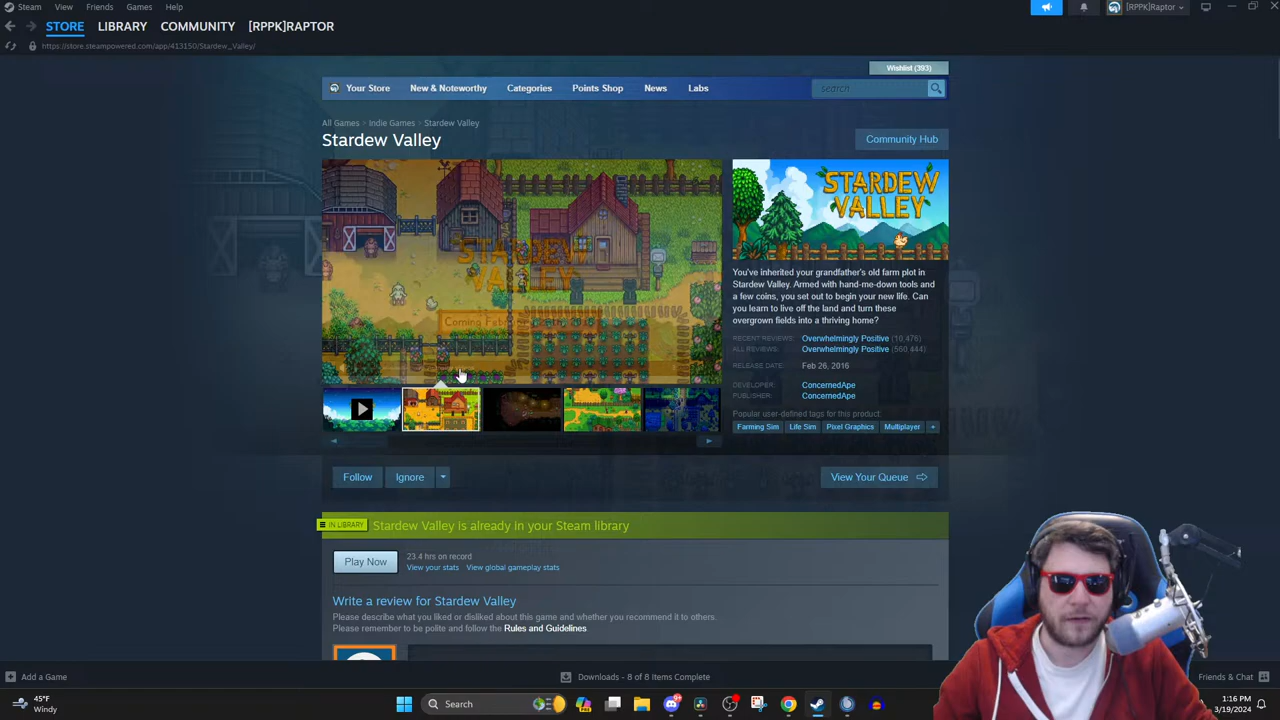 Steam View Friends Games Help
[RPPK]Raptor
STORE LIBRARY COMMUNITY [RPPK]RAPTOR
https://store.steampowered.com/app/413150/Stardew_Valley/
Wishlist (393)
Your Store New & Noteworthy Categories Points Shop News Labs search
All Games > Indie Games > Stardew Valley
Stardew Valley
Community Hub
STARDEW
VALLEY
STARDEW
VALLEY
You've inherited your grandfather's old farm plot in
Stardew Valley. Armed with hand-me-down tools and
a few coins, you set out to begin your new life. Can
you learn to live off the land and turn these
overgrown fields into a thriving home?
RECENT REVIEWS: Overwhelmingly Positive (10,476)
ALL REVIEWS: Overwhelmingly Positive (560,444)
RELEASE DATE: Feb 26, 2016
DEVELOPER: ConcernedApe
PUBLISHER: ConcernedApe
Popular user-defined tags for this product:
Farming Sim Life Sim Pixel Graphics Multiplayer +
Follow Ignore View Your Queue
IN LIBRARY Stardew Valley is already in your Steam library
Play Now
23.4 hrs on record
View your stats View global gameplay stats
Write a review for Stardew Valley
Please describe what you liked or disliked about this game and whether you recommend it to others.
Please remember to be polite and follow the Rules and Guidelines.
Add a Game Downloads - 8 of 8 Items Complete Friends & Chat
45°F
Windy
Search
1:16 PM
3/19/2024